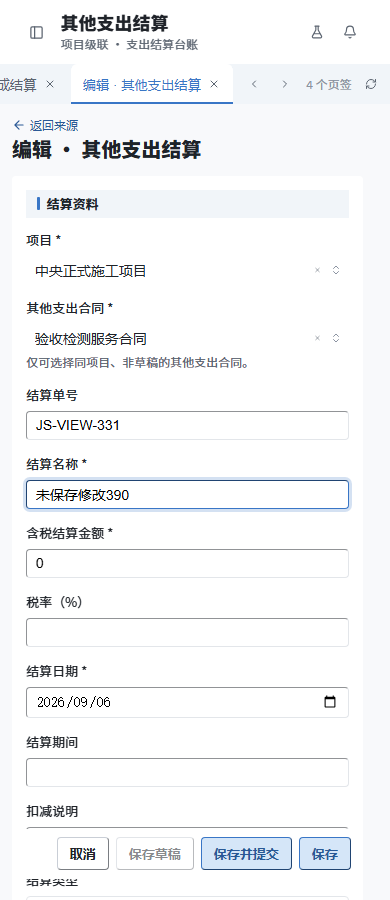 其他支出结算
项目级联 • 支出结算台账
成结算
编辑 · 其他支出结算
4 个页签
返回来源
编辑 • 其他支出结算
结算资料
项目 *
中央正式施工项目
其他支出合同 *
验收检测服务合同
仅可选择同项目、非草稿的其他支出合同。
结算单号
JS-VIEW-331
结算名称 *
未保存修改390
含税结算金额 *
0
税率（%）
结算日期 *
2026/09/06
结算期间
扣减说明
取消
保存草稿
保存并提交
保存
结算类型